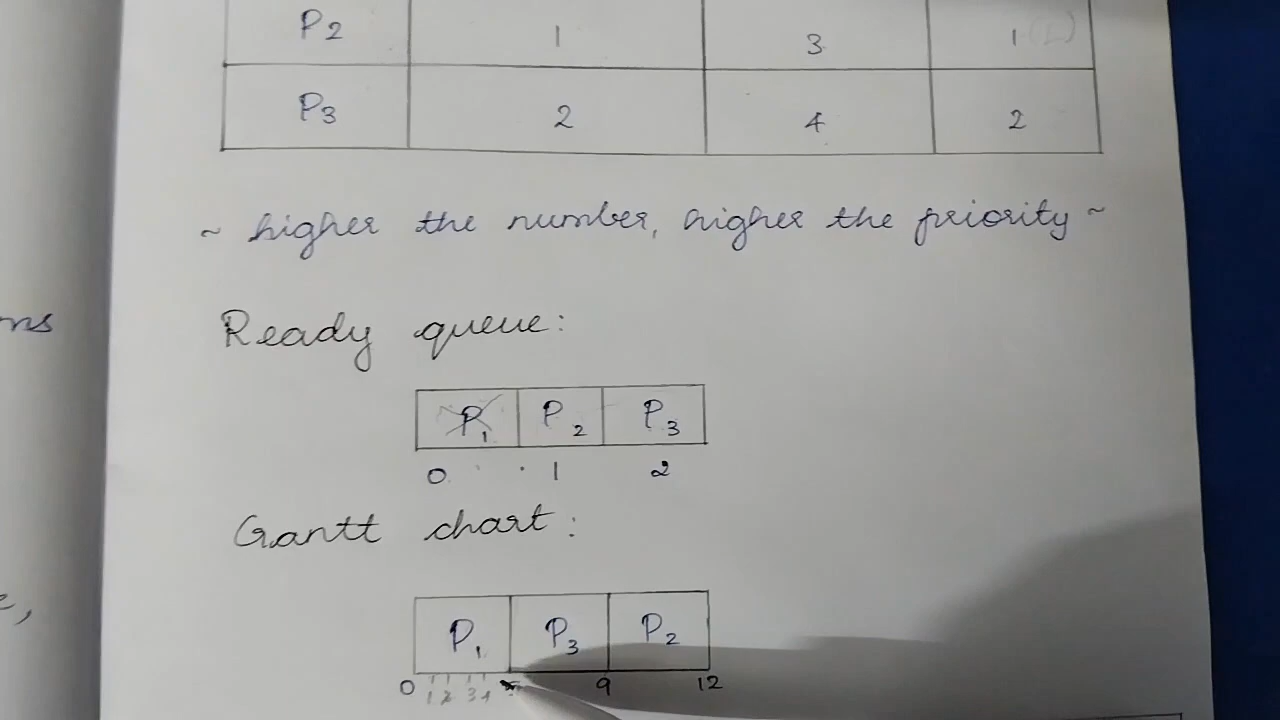 P2 1 3 1 (L)
P3 2 4 2
~ higher the number, higher the priority ~
ns
Ready queue:
P1 P2 P3
0 1 2
Gantt chart:
e,
P1 P3 P2
0 1 2 3 4 9 12